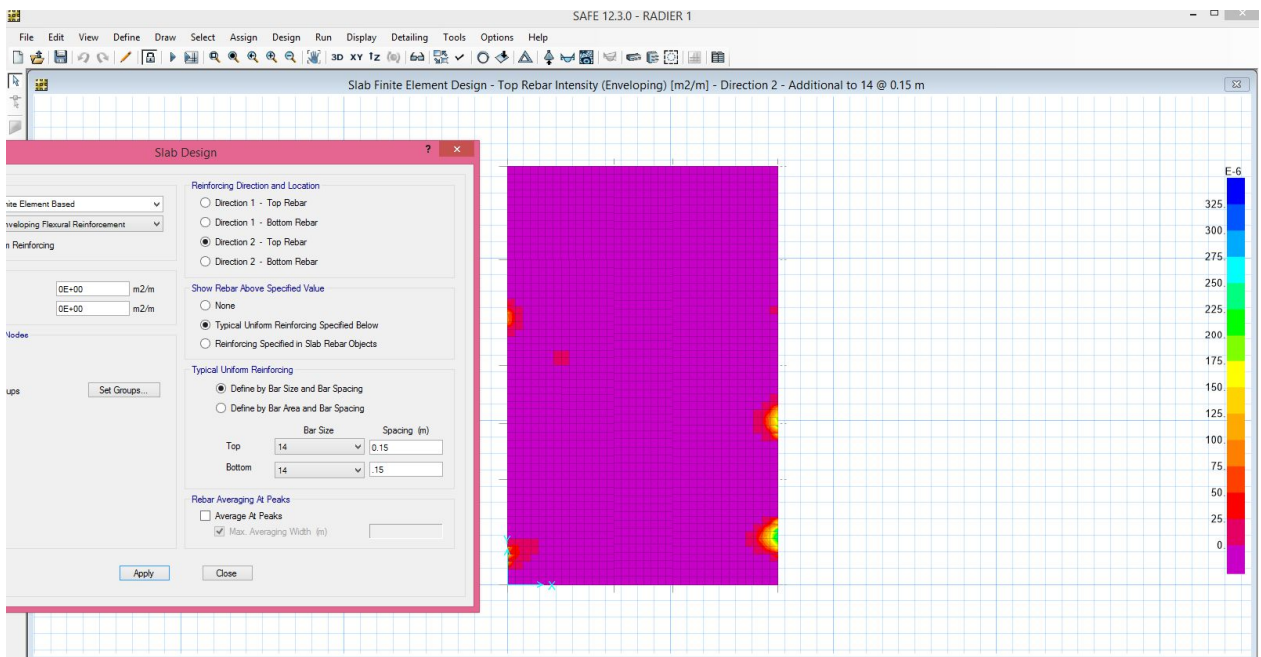 SAFE 12.3.0 - RADIER 1
File Edit View Define Draw Select Assign Design Run Display Detailing Tools Options Help
3D XY
Slab Finite Element Design - Top Rebar Intensity (Enveloping) [m2/m] - Direction 2 - Additional to 14 @ 0.15 m
Slab Design ?
nite Element Based
nveloping Flexural Reinforcement
n Reinforcing
0E+00 m2/m
0E+00 m2/m
Nodes
ups
Set Groups...
Reinforcing Direction and Location
Direction 1 - Top Rebar
Direction 1 - Bottom Rebar
Direction 2 - Top Rebar
Direction 2 - Bottom Rebar
Show Rebar Above Specified Value
None
Typical Uniform Reinforcing Specified Below
Reinforcing Specified in Slab Rebar Objects
Typical Uniform Reinforcing
Define by Bar Size and Bar Spacing
Define by Bar Area and Bar Spacing
Bar Size Spacing (m)
Top 14 0.15
Bottom 14 .15
Rebar Averaging At Peaks
Average At Peaks
Max. Averaging Width (m)
Apply Close
Y
X
E-6
325.
300.
275.
250.
225.
200.
175.
150.
125.
100.
75.
50.
25.
0.